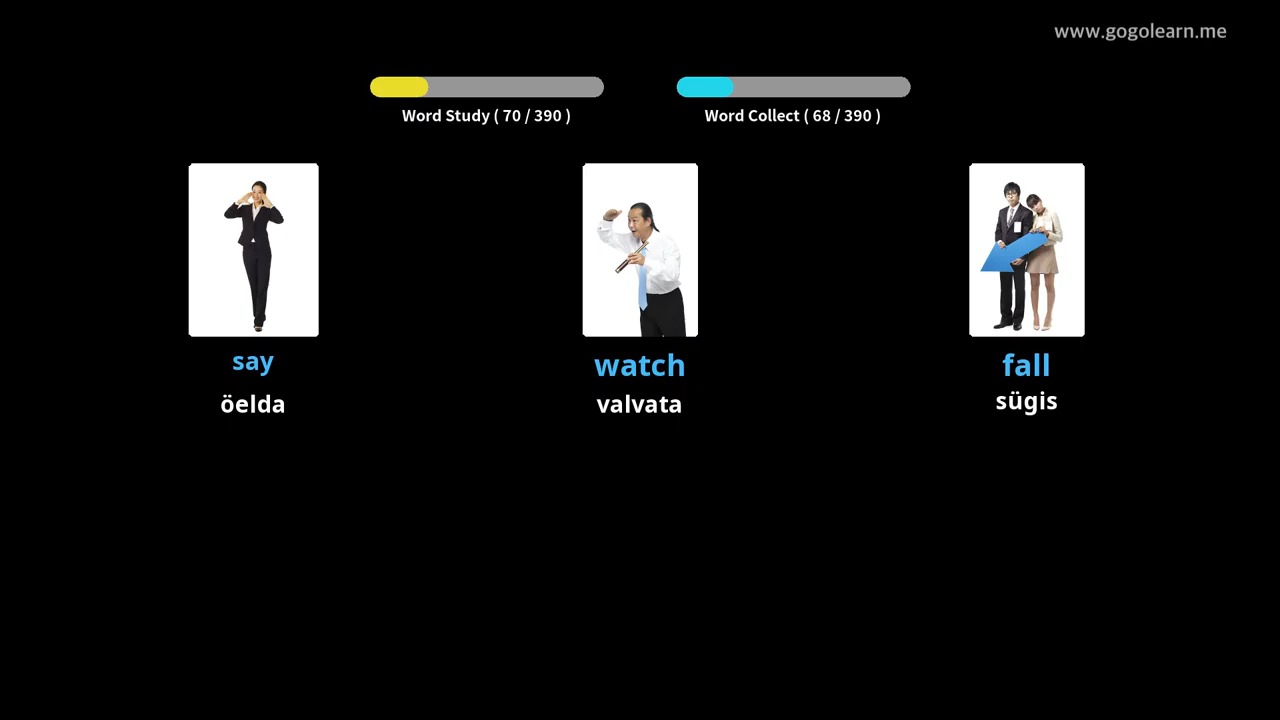 www.gogolearn.me
Word Study ( 70 / 390 )
Word Collect ( 68 / 390 )
say
öelda
watch
valvata
fall
sügis